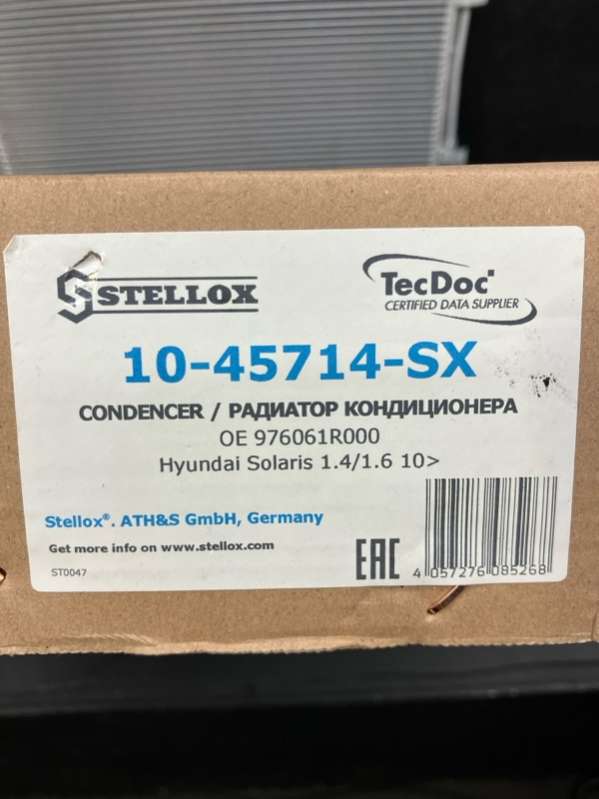 STELLOX
TecDoc
CERTIFIED DATA SUPPLIER
10-45714-SX
CONDENCER / РАДИАТОР КОНДИЦИОНЕРА
OE 976061R000
Hyundai Solaris 1.4/1.6 10>
Stellox®. ATH&S GmbH, Germany
Get more info on www.stellox.com
ST0047
EAC
4 057276 085268